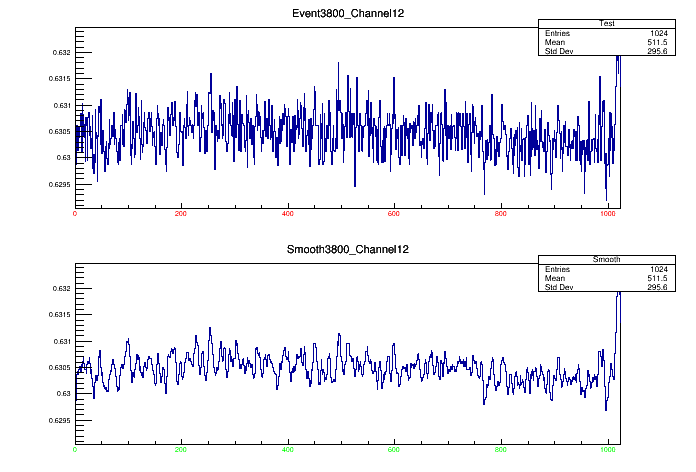 Event3800_Channel12
Test
Entries 1024
Mean 511.5
Std Dev 295.6
0.632
0.6315
0.631
0.6305
0.63
0.6295
0 200 400 600 800 1000
Smooth3800_Channel12
Smooth
Entries 1024
Mean 511.5
Std Dev 295.6
0.632
0.6315
0.631
0.6305
0.63
0.6295
0 200 400 600 800 1000